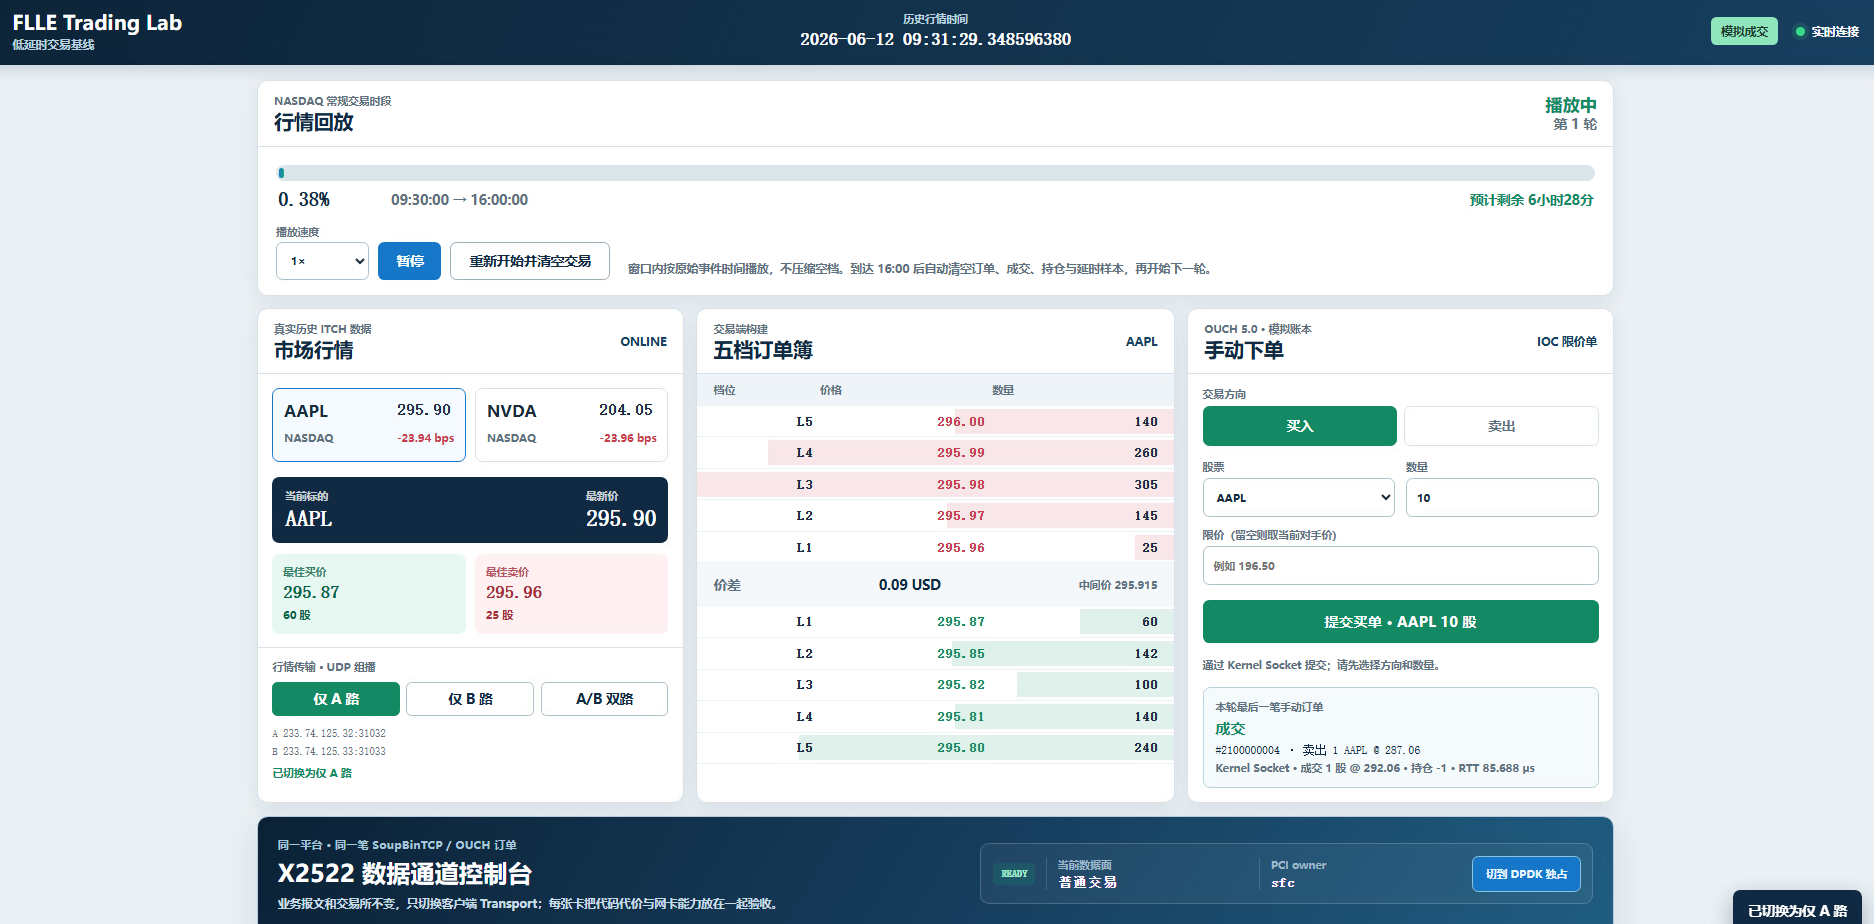 FLLE Trading Lab
低延时交易基线
历史行情时间
2026-06-12 09:31:29.348596380
模拟成交
实时连接
NASDAQ 常规交易时段
行情回放
播放中
第 1 轮
0.38%
09:30:00 → 16:00:00
预计剩余 6小时28分
播放速度
1×
暂停
重新开始并清空交易
窗口内按原始事件时间播放，不压缩空档。到达 16:00 后自动清空订单、成交、持仓与延时样本，再开始下一轮。
真实历史 ITCH 数据
市场行情
ONLINE
AAPL 295.90
NASDAQ -23.94 bps
NVDA 204.05
NASDAQ -23.96 bps
当前标的 最新价
AAPL 295.90
最佳买价
295.87
60 股
最佳卖价
295.96
25 股
行情传输 • UDP 组播
仅 A 路
仅 B 路
A/B 双路
A 233.74.125.32:31032
B 233.74.125.33:31033
已切换为仅 A 路
交易端构建
五档订单簿
AAPL
档位 价格 数量
L5 296.00 140
L4 295.99 260
L3 295.98 305
L2 295.97 145
L1 295.96 25
价差 0.09 USD 中间价 295.915
L1 295.87 60
L2 295.85 142
L3 295.82 100
L4 295.81 140
L5 295.80 240
OUCH 5.0 • 模拟账本
手动下单
IOC 限价单
交易方向
买入
卖出
股票 数量
AAPL 10
限价（留空则取当前对手价）
例如 196.50
提交买单 • AAPL 10 股
通过 Kernel Socket 提交；请先选择方向和数量。
本轮最后一笔手动订单
成交
#2100000004 · 卖出 1 AAPL @ 287.06
Kernel Socket • 成交 1 股 @ 292.06 • 持仓 -1 • RTT 85.688 μs
同一平台 • 同一笔 SoupBinTCP / OUCH 订单
X2522 数据通道控制台
业务报文和交易所不变，只切换客户端 Transport；每张卡把代码代价与网卡能力放在一起验收。
READY
当前数据面
普通交易
PCI owner
sfc
切到 DPDK 独占
已切换为仅 A 路